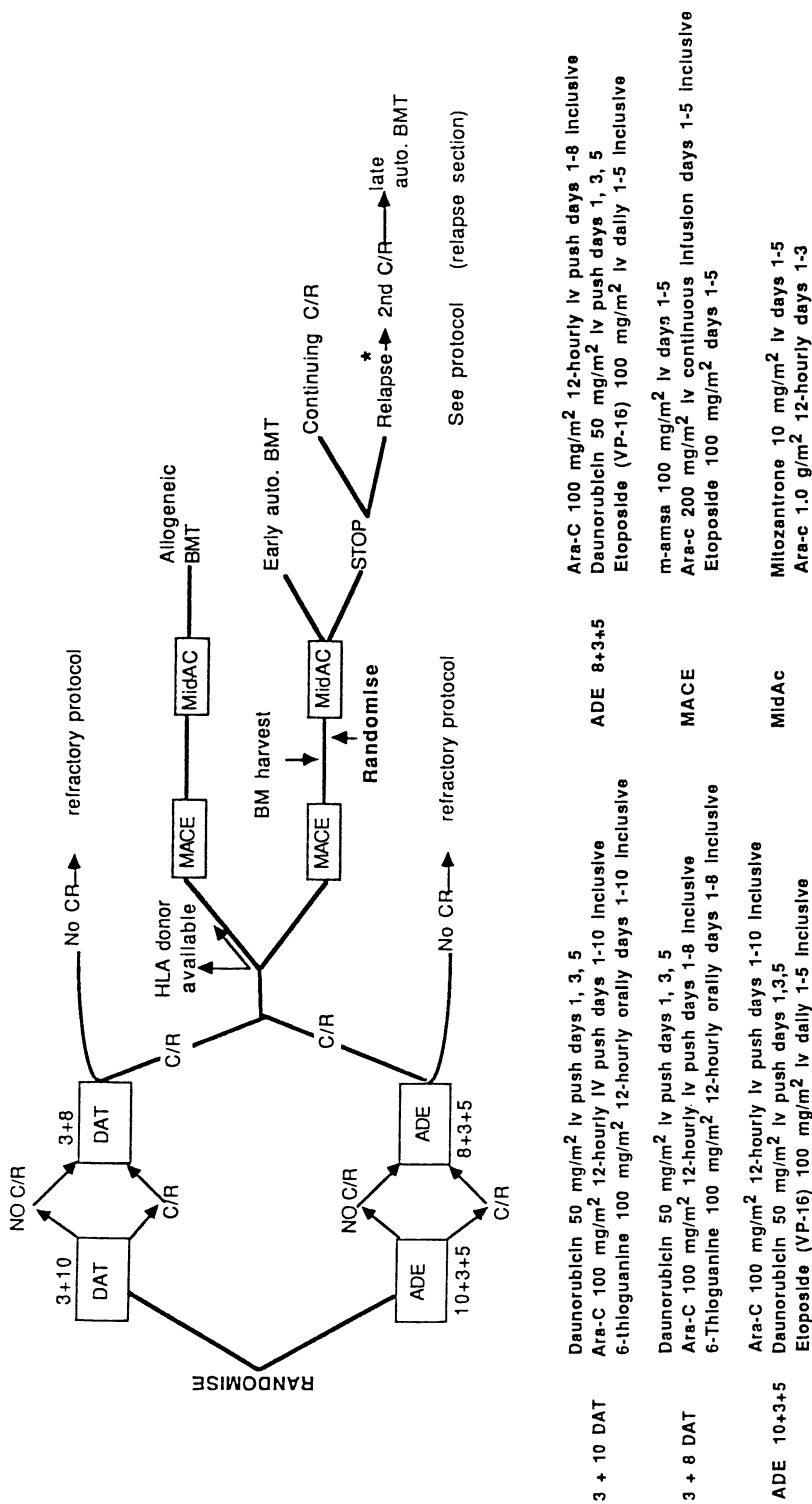 RANDOMISE
3+10
DAT
NO C/R
C/R
3+8
DAT
No CR
refractory protocol
C/R
ADE
10+3+5
NO C/R
C/R
ADE
8+3+5
No CR
refractory protocol
C/R
HLA donor
available
MACE
MidAC
Allogeneic
BMT
MACE
BM harvest
Randomise
MidAC
Early auto. BMT
STOP
Continuing C/R
Relapse
*
2nd C/R
late
auto. BMT
See protocol (relapse section)
3 + 10 DAT
Daunorubicin 50 mg/m² iv push days 1, 3, 5
Ara-C 100 mg/m² 12-hourly IV push days 1-10 Inclusive
6-thioguanine 100 mg/m² 12-hourly orally days 1-10 Inclusive
3 + 8 DAT
Daunorubicin 50 mg/m² iv push days 1, 3, 5
Ara-C 100 mg/m² 12-hourly iv push days 1-8 Inclusive
6-Thioguanine 100 mg/m² 12-hourly orally days 1-8 Inclusive
ADE 10+3+5
Ara-C 100 mg/m² 12-hourly iv push days 1-10 Inclusive
Daunorubicin 50 mg/m² iv push days 1,3,5
Etoposide (VP-16) 100 mg/m² iv daily 1-5 Inclusive
ADE 8+3+5
Ara-C 100 mg/m² 12-hourly iv push days 1-8 Inclusive
Daunorubicin 50 mg/m² iv push days 1, 3, 5
Etoposide (VP-16) 100 mg/m² iv daily 1-5 Inclusive
MACE
m-amsa 100 mg/m² iv days 1-5
Ara-c 200 mg/m² iv continuous infusion days 1-5 Inclusive
Etoposide 100 mg/m² days 1-5
MidAc
Mitozantrone 10 mg/m² iv days 1-5
Ara-c 1.0 g/m² 12-hourly days 1-3